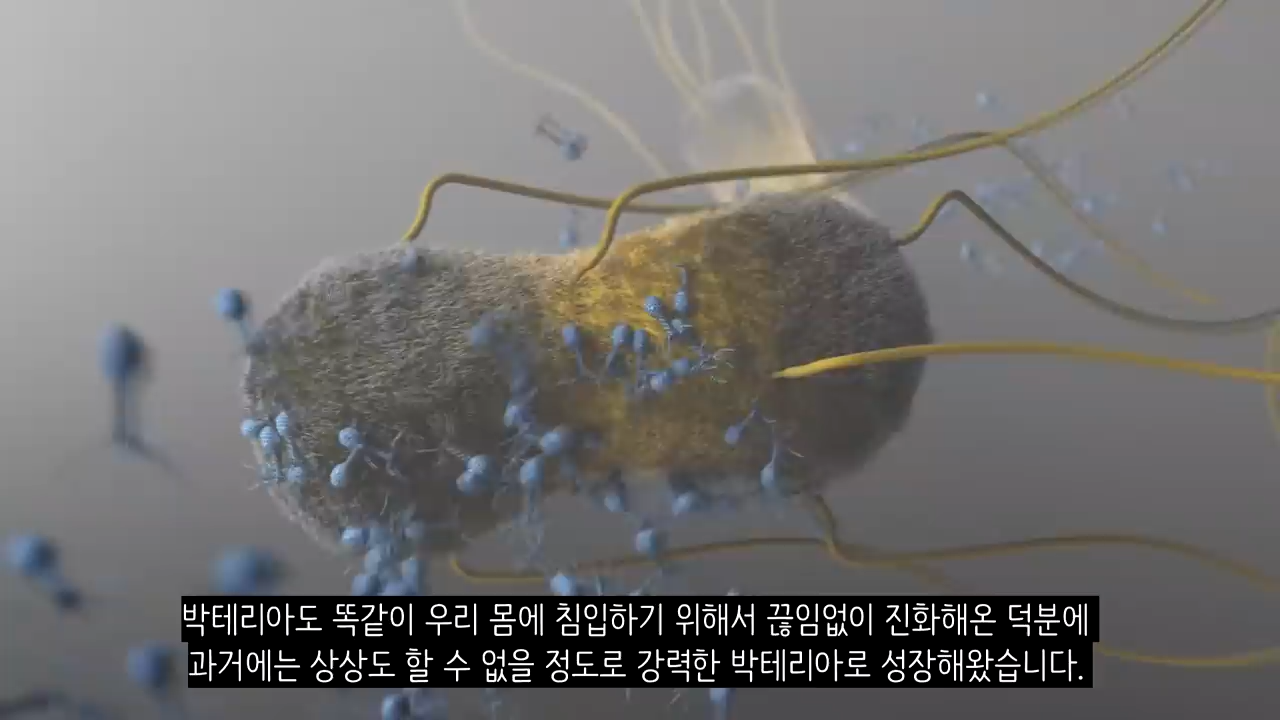 박테리아도 똑같이 우리 몸에 침입하기 위해서 끊임없이 진화해온 덕분에
과거에는 상상도 할 수 없을 정도로 강력한 박테리아로 성장해왔습니다.